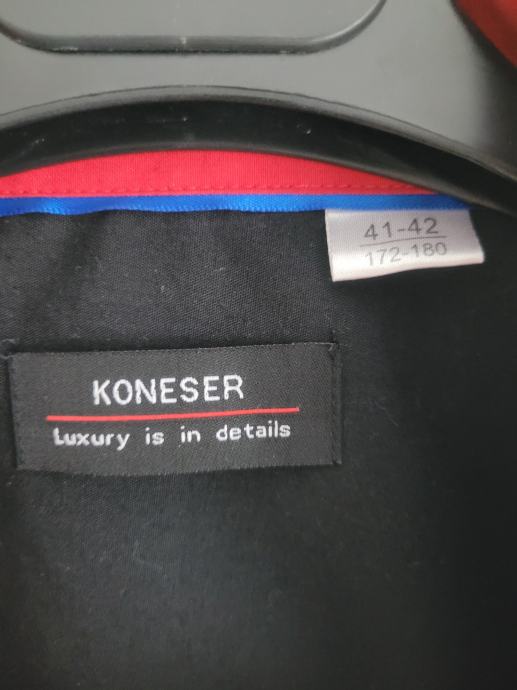 41-42
172-180
KONESER
Luxury is in details